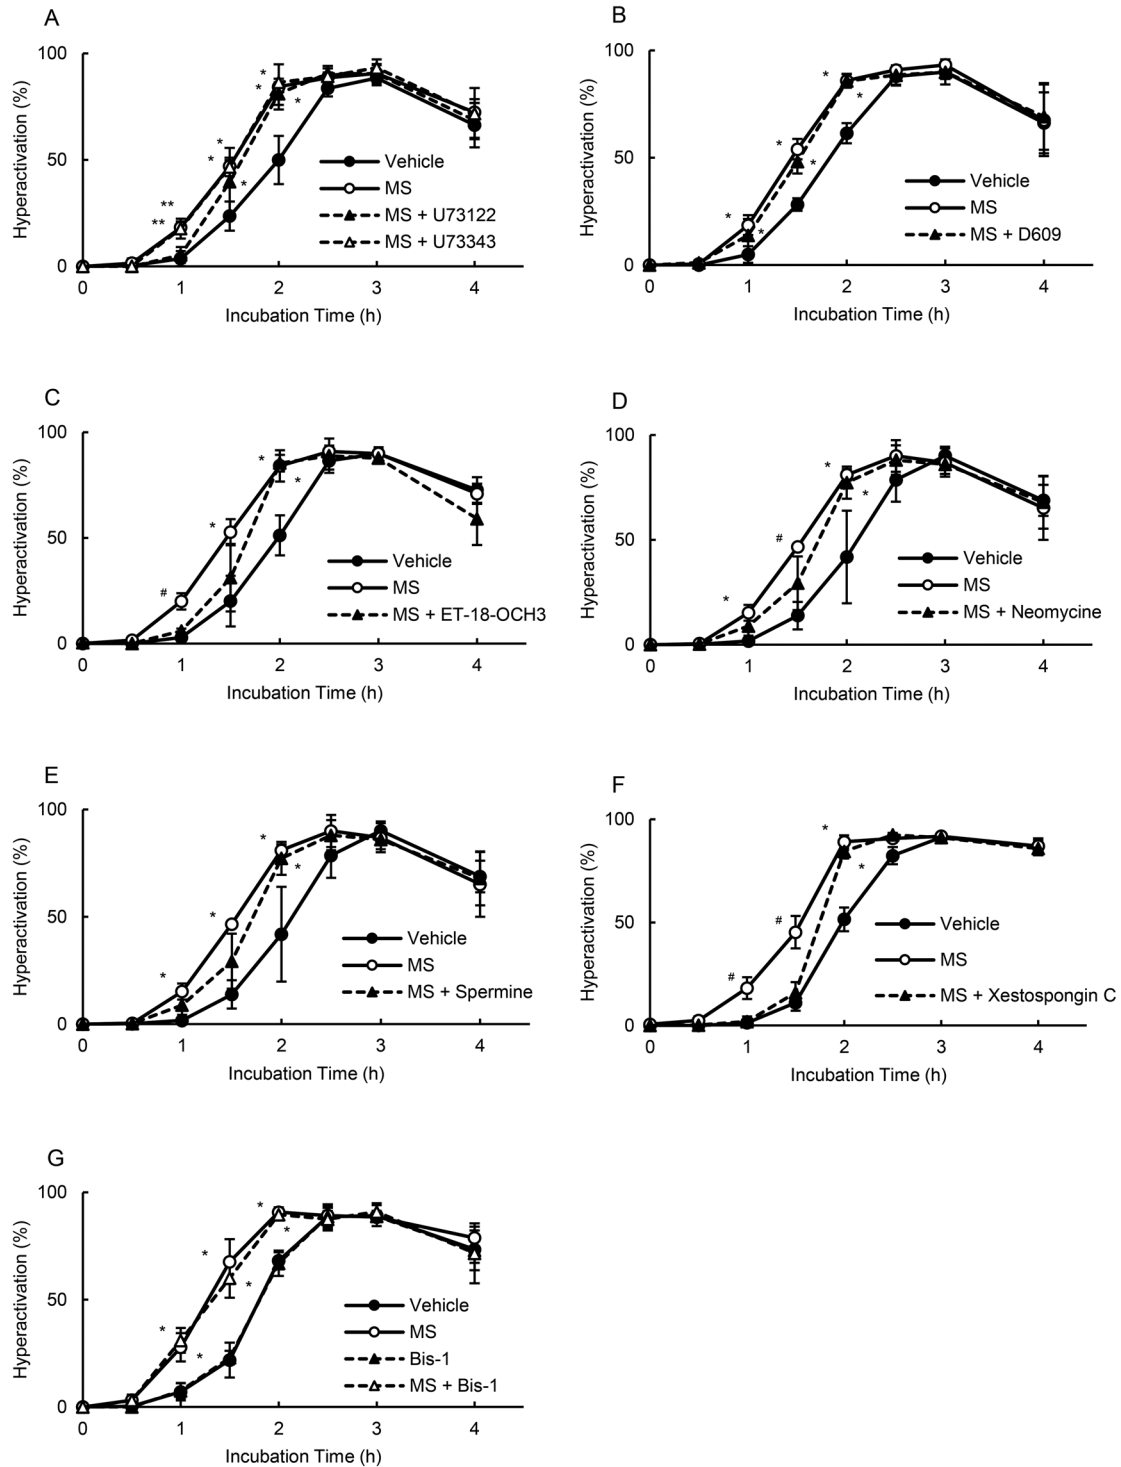 A
100
50
0
Hyperactivation (%)
**
**
*
*
*
*
*
*
Vehicle
MS
MS + U73122
MS + U73343
0 1 2 3 4
Incubation Time (h)
B
100
50
0
Hyperactivation (%)
*
*
*
*
*
*
Vehicle
MS
MS + D609
0 1 2 3 4
Incubation Time (h)
C
100
50
0
Hyperactivation (%)
#
*
*
*
Vehicle
MS
MS + ET-18-OCH3
0 1 2 3 4
Incubation Time (h)
D
100
50
0
Hyperactivation (%)
*
#
*
*
Vehicle
MS
MS + Neomycine
0 1 2 3 4
Incubation Time (h)
E
100
50
0
Hyperactivation (%)
*
*
*
*
Vehicle
MS
MS + Spermine
0 1 2 3 4
Incubation Time (h)
F
100
50
0
Hyperactivation (%)
#
#
*
*
Vehicle
MS
MS + Xestospongin C
0 1 2 3 4
Incubation Time (h)
G
100
50
0
Hyperactivation (%)
*
*
*
*
*
*
Vehicle
MS
Bis-1
MS + Bis-1
0 1 2 3 4
Incubation Time (h)